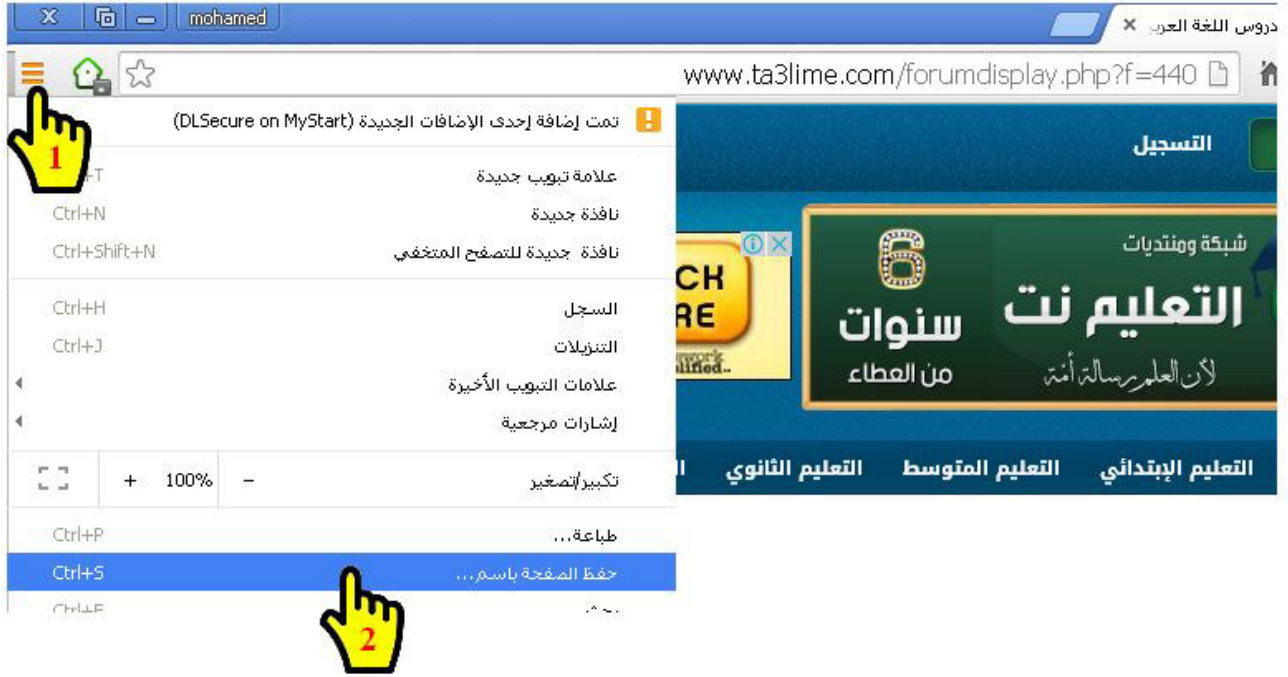 mohamed
دروس اللغة العرب
www.ta3lime.com/forumdisplay.php?f=440
تمت إضافة إحدى الإضافات الجديدة (DLSecure on MyStart)
1
علامة تبويب جديدة +T
نافذة جديدة Ctrl+N
نافذة جديدة للتصفح المتخفي Ctrl+Shift+N
السجل Ctrl+H
التنزيلات Ctrl+J
علامات التبويب الأخيرة
إشارات مرجعية
تكبير/تصغير - 100% +
طباعة... Ctrl+P
حفظ الصفحة باسم... Ctrl+S
2
التسجيل
شبكة ومنتديات
التعليم نت
لأن العلم رسالة أمة
6
سنوات
من العطاء
CK
RE
التعليم الإبتدائي التعليم المتوسط التعليم الثانوي